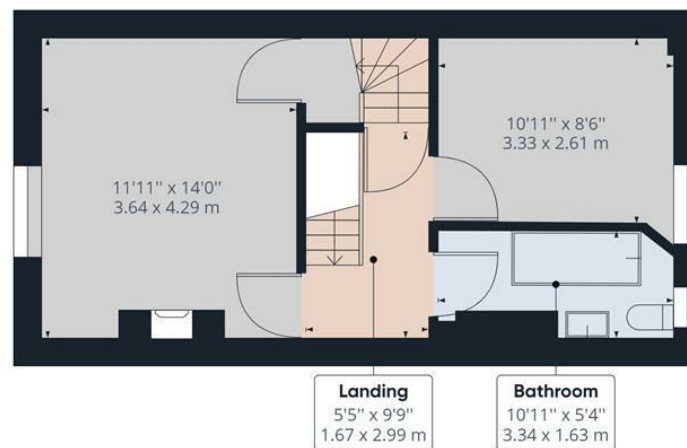 10'11'' x 8'6''
3.33 x 2.61 m
11'11'' x 14'0''
3.64 x 4.29 m
Landing
5'5'' x 9'9''
1.67 x 2.99 m
Bathroom
10'11'' x 5'4''
3.34 x 1.63 m